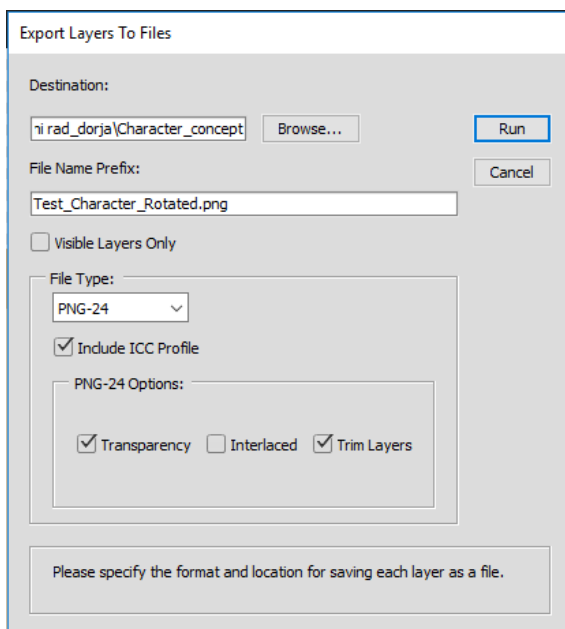 Export Layers To Files
Destination:
ni rad_dorja\Character_concept
Browse...
Run
File Name Prefix:
Cancel
Test_Character_Rotated.png
Visible Layers Only
File Type:
PNG-24
Include ICC Profile
PNG-24 Options:
Transparency
Interlaced
Trim Layers
Please specify the format and location for saving each layer as a file.